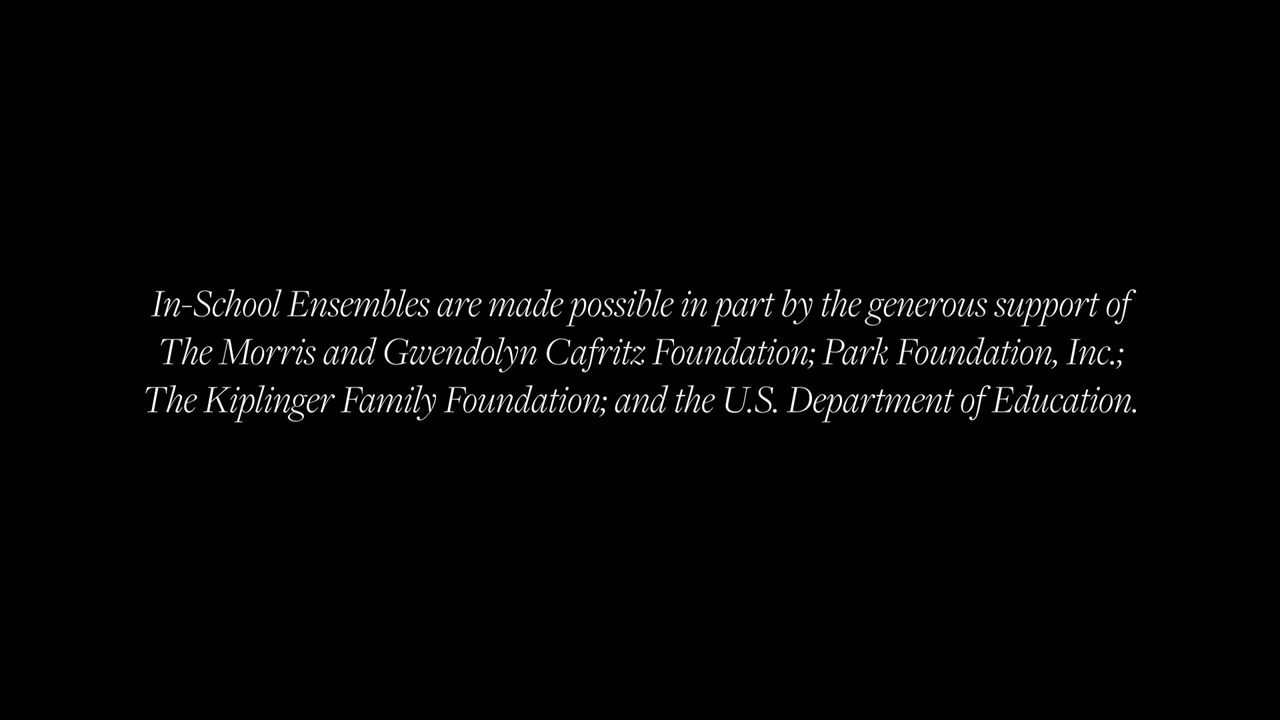 In-School Ensembles are made possible in part by the generous support of
The Morris and Gwendolyn Cafritz Foundation; Park Foundation, Inc.;
The Kiplinger Family Foundation; and the U.S. Department of Education.